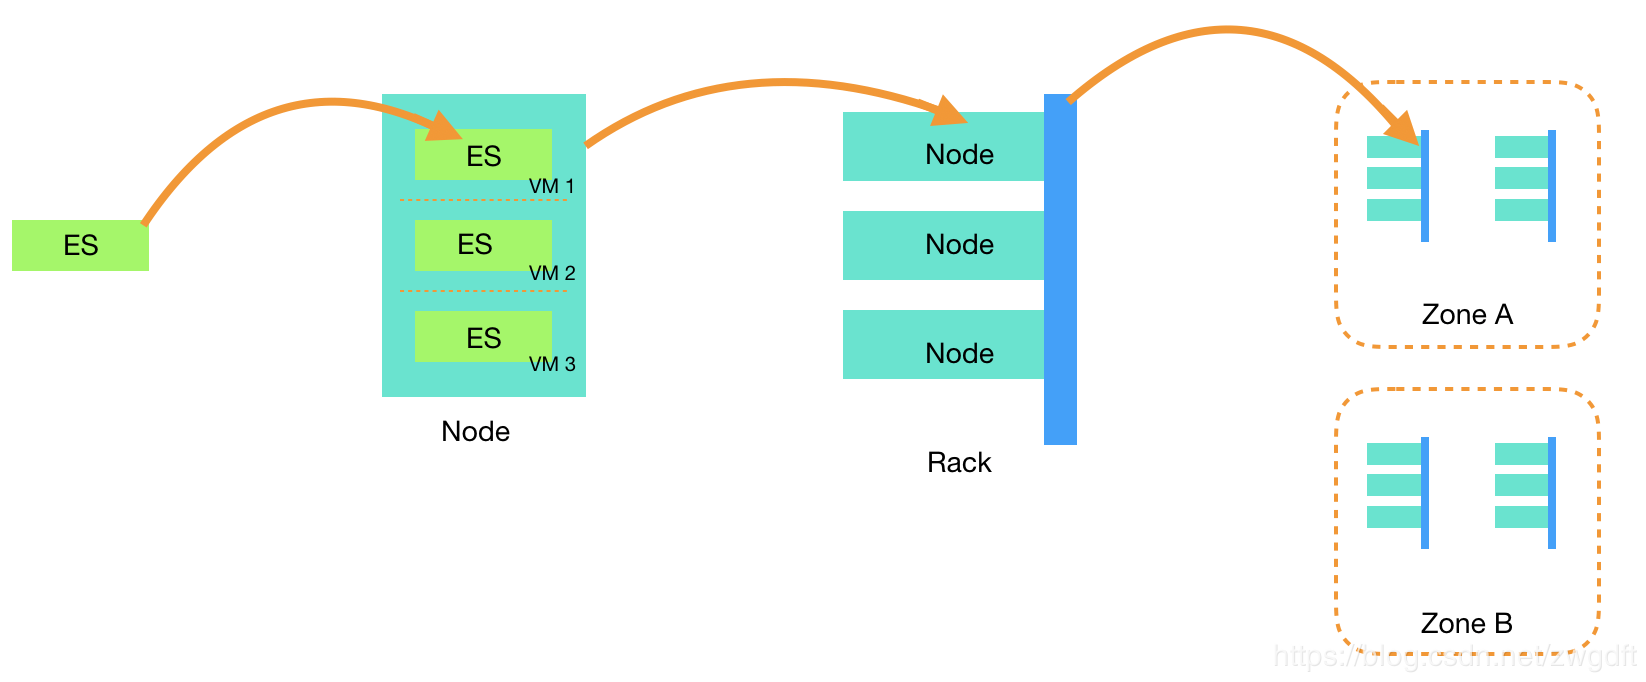 ES
ES
VM 1
ES
VM 2
ES
VM 3
Node
Node
Node
Node
Rack
Zone A
Zone B
https://blog.csdn.net/zwgdft